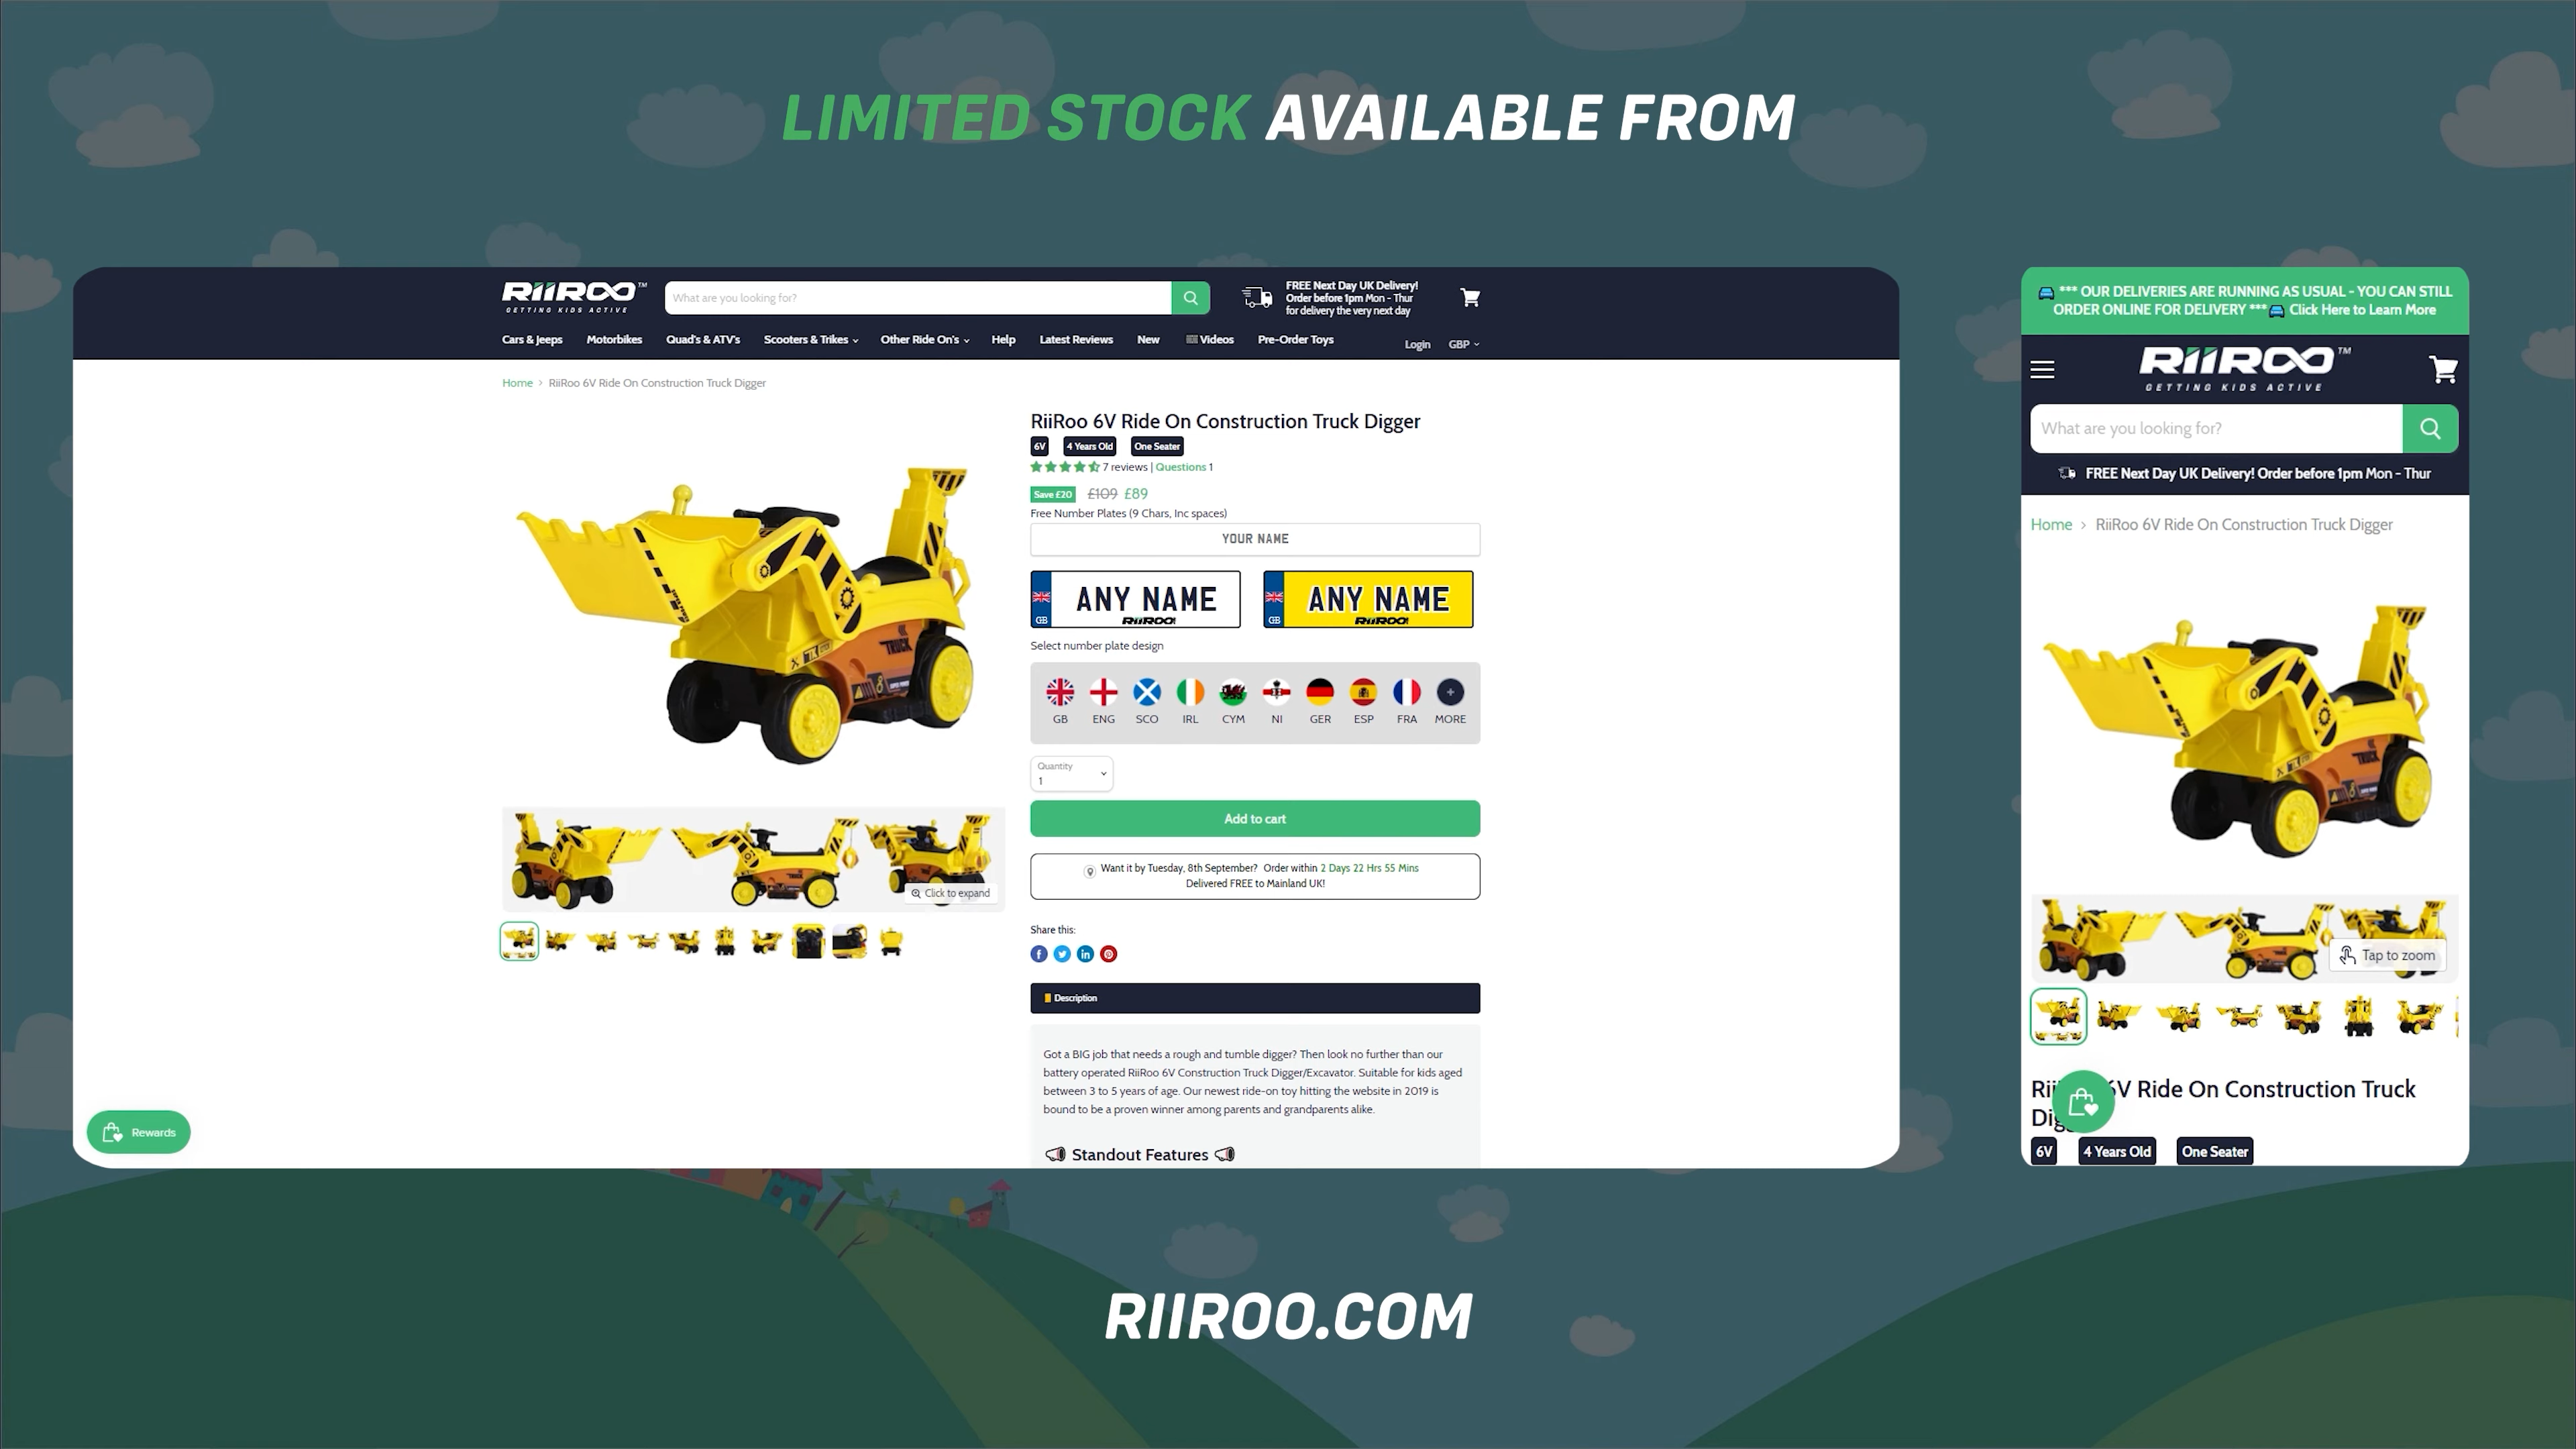 LIMITED STOCK AVAILABLE FROM
RiiROO™
GETTING KIDS ACTIVE
What are you looking for?
FREE Next Day UK Delivery!
Order before 1pm Mon - Thur
for delivery the very next day
Cars & Jeeps Motorbikes Quad's & ATV's Scooters & Trikes Other Ride On's Help Latest Reviews New Videos Pre-Order Toys
Login GBP
Home > RiiRoo 6V Ride On Construction Truck Digger
RiiRoo 6V Ride On Construction Truck Digger
6V 4 Years Old One Seater
7 reviews | Questions 1
Save £20 £109 £89
Free Number Plates (9 Chars, Inc spaces)
YOUR NAME
GB ANY NAME RiiROO!
GB ANY NAME RiiROO!
Select number plate design
GB ENG SCO IRL CYM NI GER ESP FRA MORE
Quantity
1
Add to cart
Want it by Tuesday, 8th September? Order within 2 Days 22 Hrs 55 Mins
Delivered FREE to Mainland UK!
Share this:
Description
Got a BIG job that needs a rough and tumble digger? Then look no further than our
battery operated RiiRoo 6V Construction Truck Digger/Excavator. Suitable for kids aged
between 3 to 5 years of age. Our newest ride-on toy hitting the website in 2019 is
bound to be a proven winner among parents and grandparents alike.
Standout Features
TRUCK
Click to expand
Rewards
*** OUR DELIVERIES ARE RUNNING AS USUAL - YOU CAN STILL
ORDER ONLINE FOR DELIVERY *** Click Here to Learn More
RiiROO™
GETTING KIDS ACTIVE
What are you looking for?
FREE Next Day UK Delivery! Order before 1pm Mon - Thur
Home > RiiRoo 6V Ride On Construction Truck Digger
TRUCK
Tap to zoom
6V Ride On Construction Truck
6V 4 Years Old One Seater
RIIROO.COM